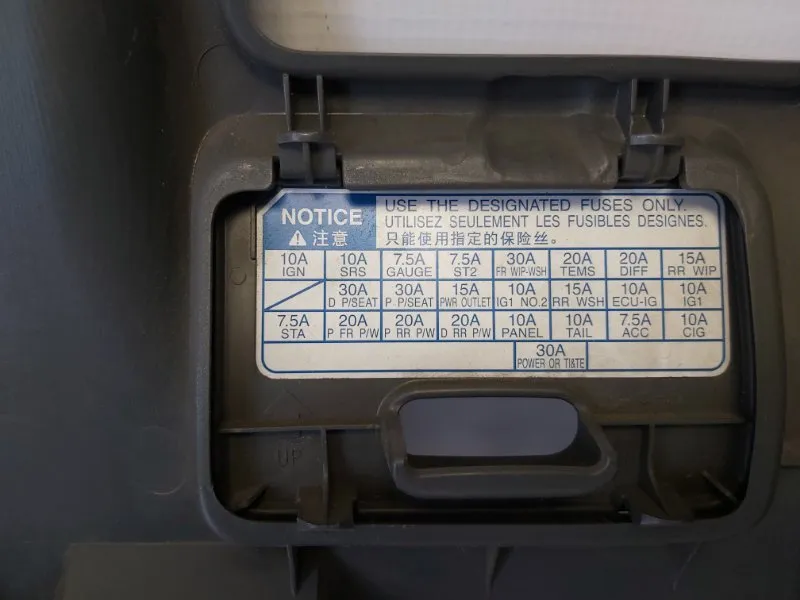 NOTICE
⚠ 注意
USE THE DESIGNATED FUSES ONLY.
UTILISEZ SEULEMENT LES FUSIBLES DESIGNES.
只能使用指定的保险丝。
10A 10A 7.5A 7.5A 30A 20A 20A 15A
IGN SRS GAUGE ST2 FR WIP-WSH TEMS DIFF RR WIP
30A 30A 15A 10A 15A 10A 10A
D P/SEAT P P/SEAT PWR OUTLET IG1 NO.2 RR WSH ECU-IG IG1
7.5A 20A 20A 20A 10A 10A 7.5A 10A
STA P FR P/W P RR P/W D RR P/W PANEL TAIL ACC CIG
30A
POWER OR TI&TE
UP